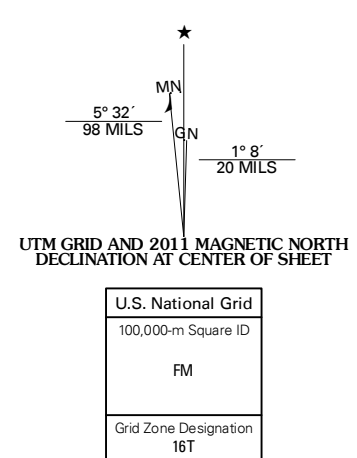 ★
MN
5° 32´
98 MILS
GN
1° 8´
20 MILS
UTM GRID AND 2011 MAGNETIC NORTH
DECLINATION AT CENTER OF SHEET
U.S. National Grid
100,000-m Square ID
FM
Grid Zone Designation
16T